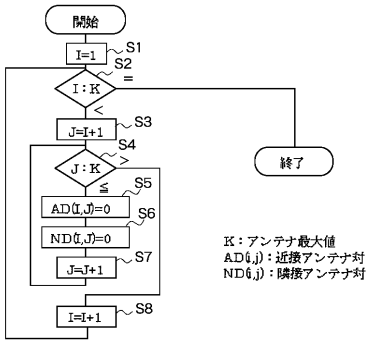 開始
I=1
S1
S2
I:K
=
<
S3
J=I+1
S4
J:K
>
≦
S5
AD(I,J)=0
S6
ND(I,J)=0
S7
J=J+1
S8
I=I+1
終了
K:アンテナ最大値
AD(i,j):近接アンテナ対
ND(i,j):隣接アンテナ対